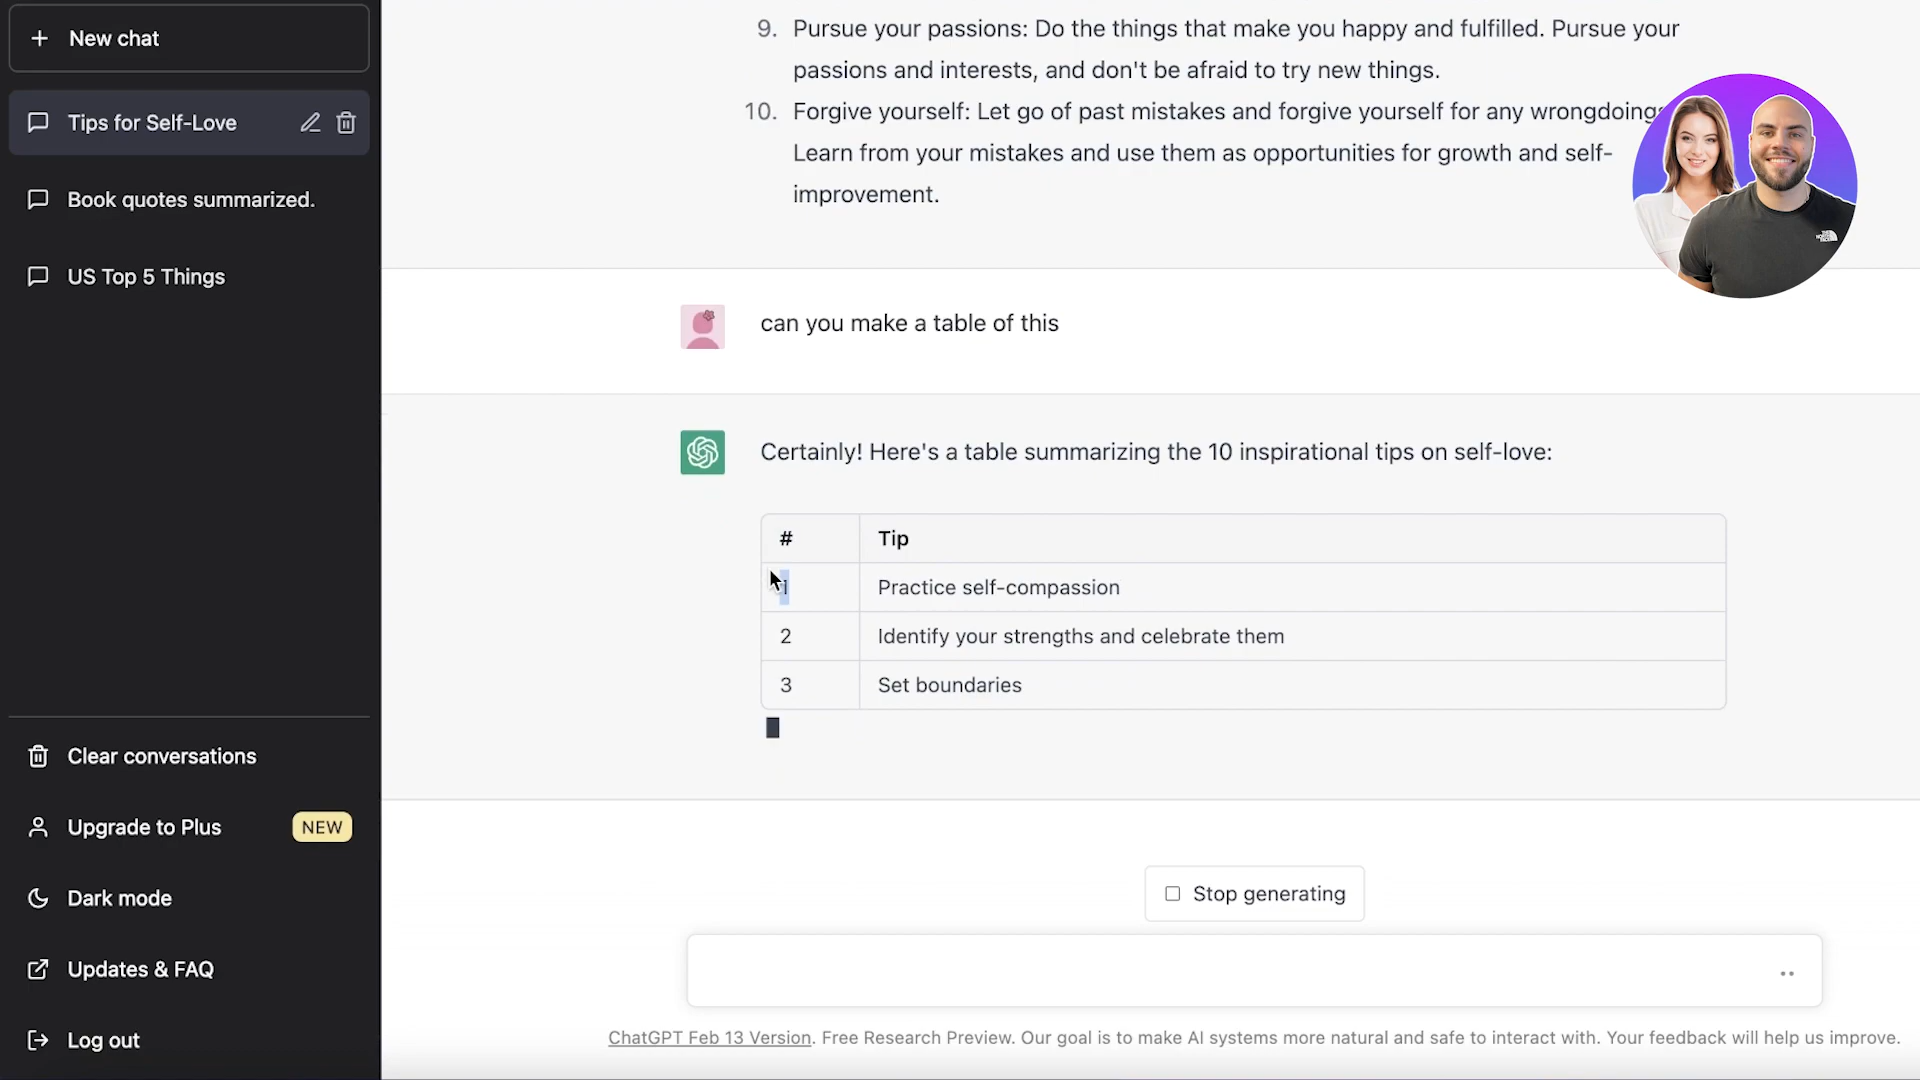 New chat
Tips for Self-Love
Book quotes summarized.
US Top 5 Things
Clear conversations
Upgrade to Plus NEW
Dark mode
Updates & FAQ
Log out
9. Pursue your passions: Do the things that make you happy and fulfilled. Pursue your
passions and interests, and don't be afraid to try new things.
10. Forgive yourself: Let go of past mistakes and forgive yourself for any wrongdoings
Learn from your mistakes and use them as opportunities for growth and self-
improvement.
can you make a table of this
Certainly! Here's a table summarizing the 10 inspirational tips on self-love:
# Tip
1 Practice self-compassion
2 Identify your strengths and celebrate them
3 Set boundaries
Stop generating
ChatGPT Feb 13 Version. Free Research Preview. Our goal is to make AI systems more natural and safe to interact with. Your feedback will help us improve.